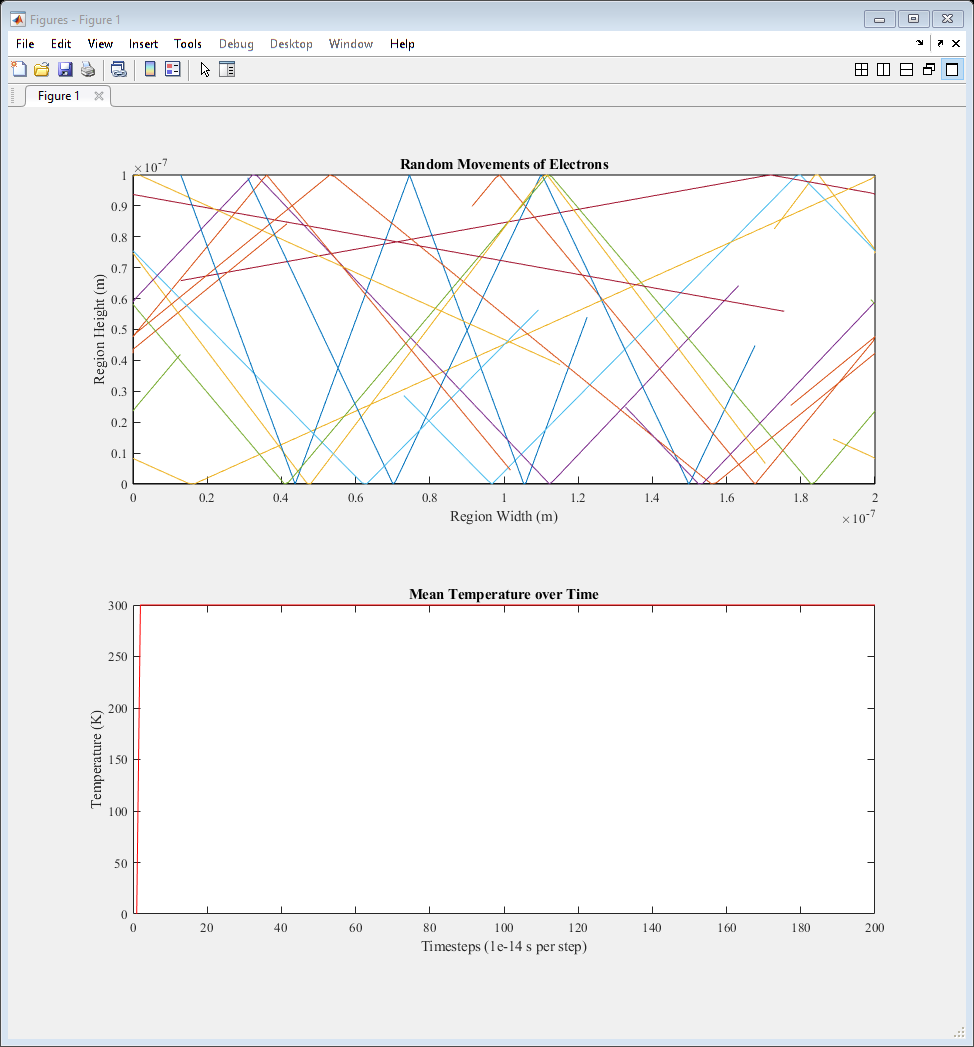 Figures - Figure 1
File Edit View Insert Tools Debug Desktop Window Help
Figure 1
Random Movements of Electrons
×10⁻⁷
1
0.9
0.8
0.7
0.6
0.5
0.4
0.3
0.2
0.1
0
Region Height (m)
0 0.2 0.4 0.6 0.8 1 1.2 1.4 1.6 1.8 2
Region Width (m)
×10⁻⁷
Mean Temperature over Time
300
250
200
150
100
50
0
Temperature (K)
0 20 40 60 80 100 120 140 160 180 200
Timesteps (1e-14 s per step)